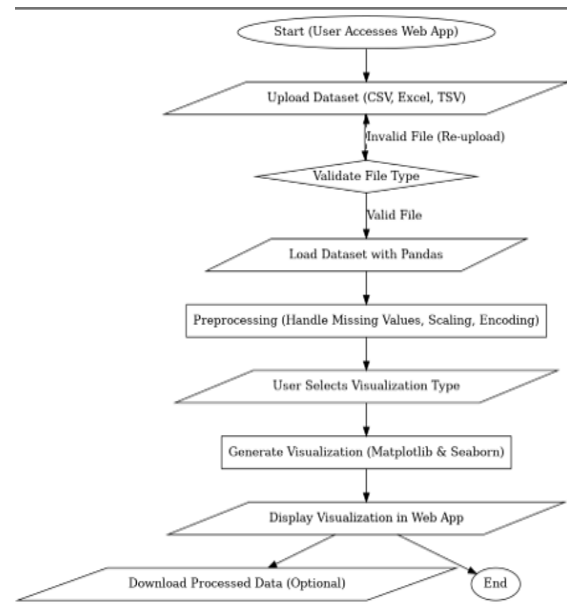 Start (User Accesses Web App)
Upload Dataset (CSV, Excel, TSV)
Invalid File (Re-upload)
Validate File Type
Valid File
Load Dataset with Pandas
Preprocessing (Handle Missing Values, Scaling, Encoding)
User Selects Visualization Type
Generate Visualization (Matplotlib & Seaborn)
Display Visualization in Web App
Download Processed Data (Optional)
End